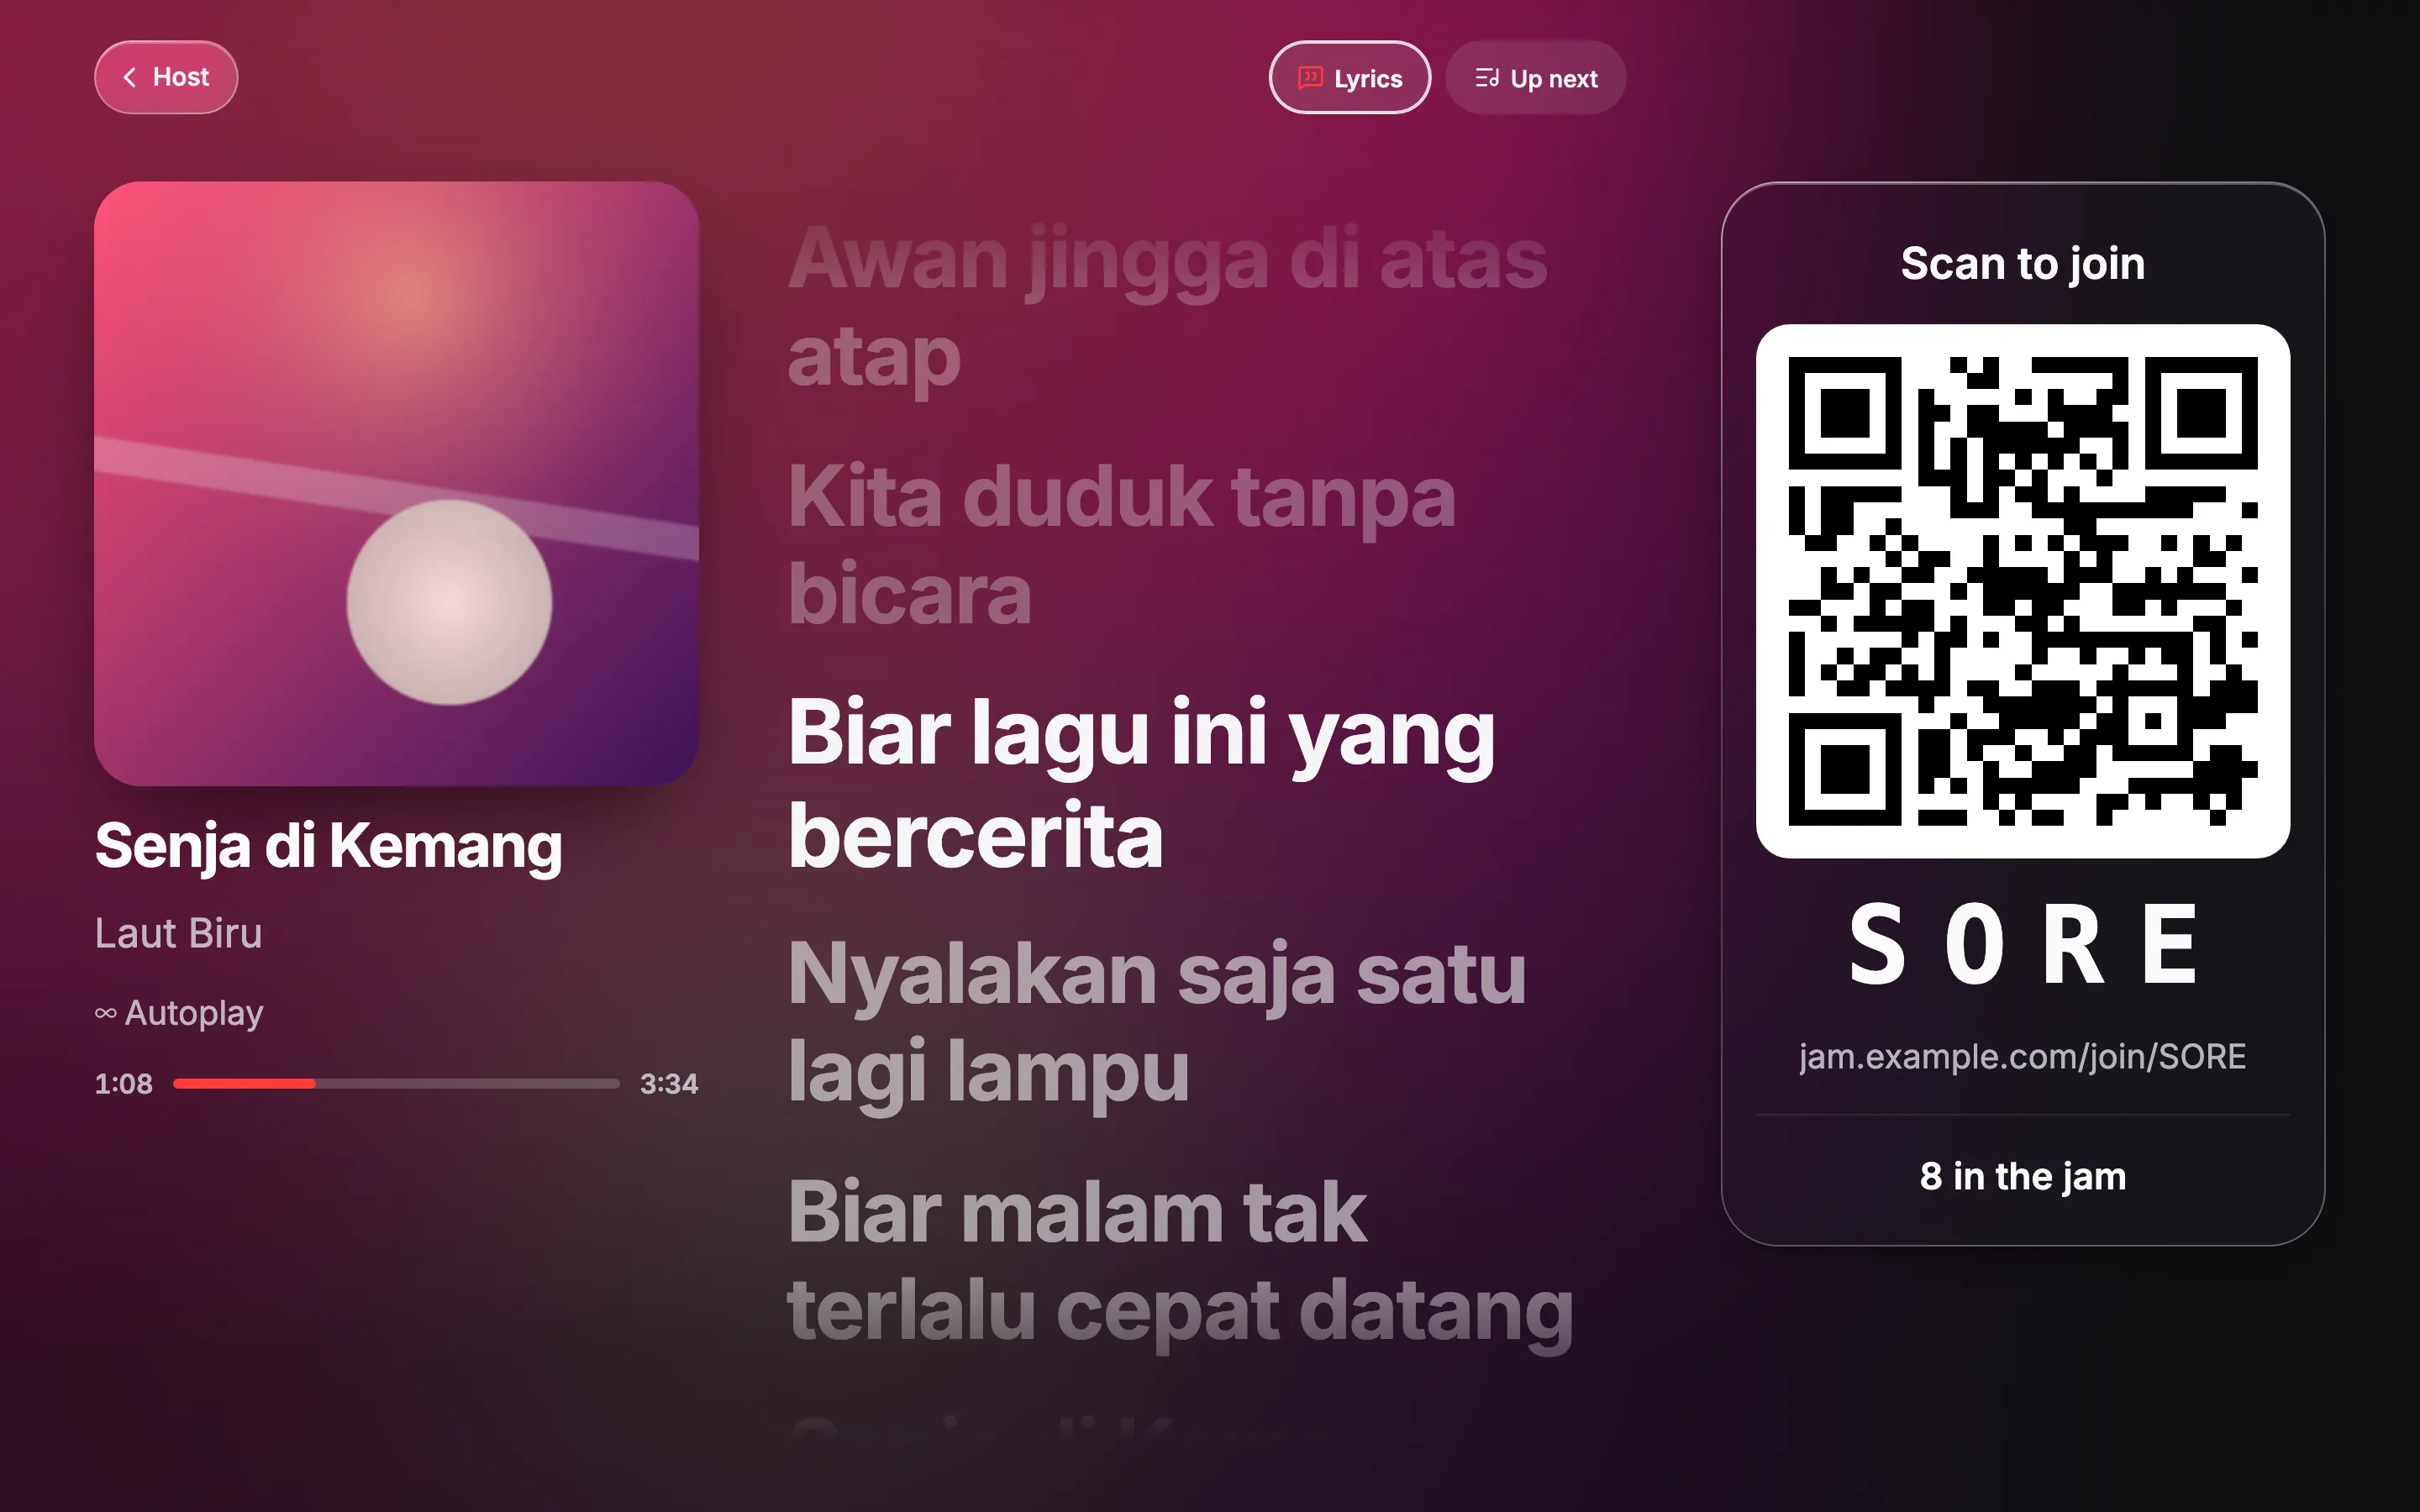 Host
Lyrics
Up next
Senja di Kemang
Laut Biru
∞ Autoplay
1:08
3:34
Awan jingga di atas
atap
Kita duduk tanpa
bicara
Biar lagu ini yang
bercerita
Nyalakan saja satu
lagi lampu
Biar malam tak
terlalu cepat datang
Scan to join
SORE
jam.example.com/join/SORE
8 in the jam